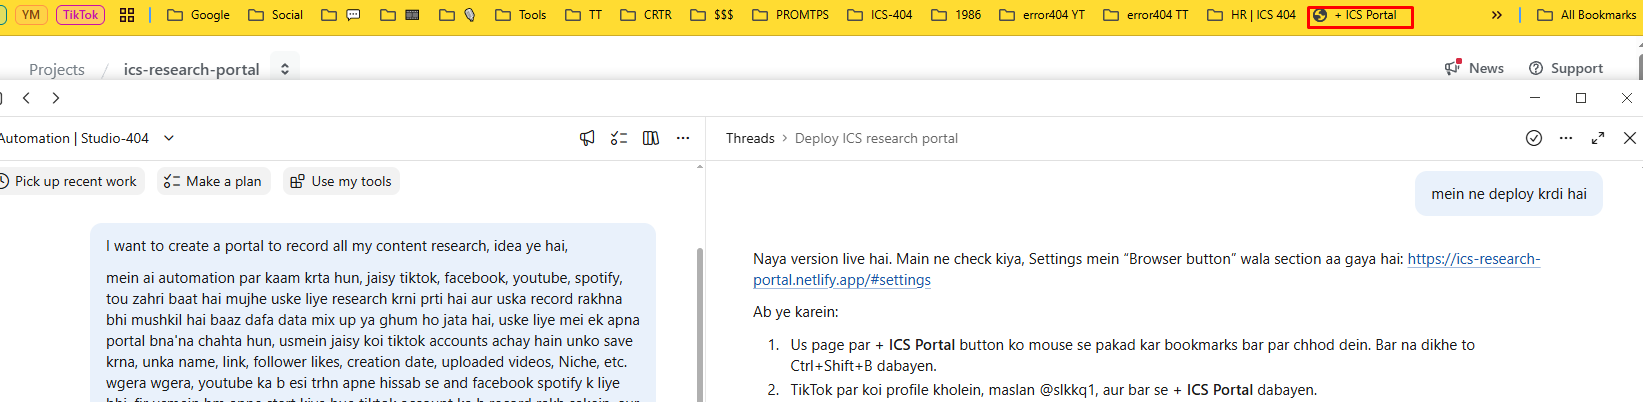 YM TikTok Google Social 💬 Tools TT CRTR $$$ PROMTPS ICS-404 1986 error404 YT error404 TT HR | ICS 404 + ICS Portal » All Bookmarks
Projects / ics-research-portal News Support
Automation | Studio-404
Threads > Deploy ICS research portal
Pick up recent work Make a plan Use my tools
mein ne deploy krdi hai
I want to create a portal to record all my content research, idea ye hai,
mein ai automation par kaam krta hun, jaisy tiktok, facebook, youtube, spotify,
tou zahri baat hai mujhe uske liye research krni prti hai aur uska record rakhna
bhi mushkil hai baaz dafa data mix up ya ghum ho jata hai, uske liye mei ek apna
portal bna'na chahta hun, usmein jaisy koi tiktok accounts achay hain unko save
krna, unka name, link, follower likes, creation date, uploaded videos, Niche, etc.
wgera wgera, youtube ka b esi trhn apne hissab se and facebook spotify k liye
Naya version live hai. Main ne check kiya, Settings mein “Browser button” wala section aa gaya hai: https://ics-research-
portal.netlify.app/#settings
Ab ye karein:
1. Us page par + ICS Portal button ko mouse se pakad kar bookmarks bar par chhod dein. Bar na dikhe to
Ctrl+Shift+B dabayen.
2. TikTok par koi profile kholein, maslan @slkkq1, aur bar se + ICS Portal dabayen.